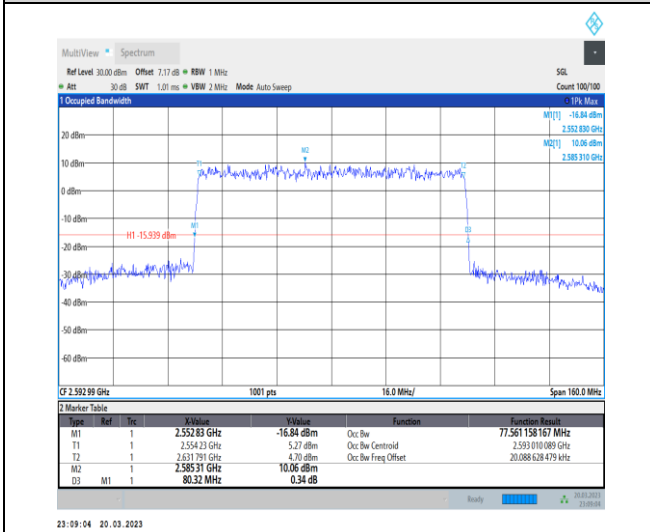 MultiView Spectrum
Ref Level 30.00 dBm Offset 7.17 dB RBW 1 MHz SGL
Att 30 dB SWT 1.01 ms VBW 2 MHz Mode Auto Sweep Count 100/100
1 Occupied Bandwidth 1Pk Max
M1[1] -16.84 dBm
2.552 830 GHz
20 dBm
M2[1] 10.06 dBm
2.585 310 GHz
M2
10 dBm
T1 T2
0 dBm
-10 dBm
M1
D3
H1 -15.939 dBm
-20 dBm
-30 dBm
-40 dBm
-50 dBm
-60 dBm
CF 2.592 99 GHz 1001 pts 16.0 MHz/ Span 160.0 MHz
2 Marker Table
Type Ref Trc X-Value Y-Value Function Function Result
M1 1 2.552 83 GHz -16.84 dBm Occ Bw 77.561 158 167 MHz
T1 1 2.554 23 GHz 5.27 dBm Occ Bw Centroid 2.593 010 089 GHz
T2 1 2.631 791 GHz 4.70 dBm Occ Bw Freq Offset 20.088 628 479 kHz
M2 1 2.585 31 GHz 10.06 dBm
D3 M1 1 80.32 MHz 0.34 dB
Ready 20.03.2023
23:09:04
23:09:04 20.03.2023